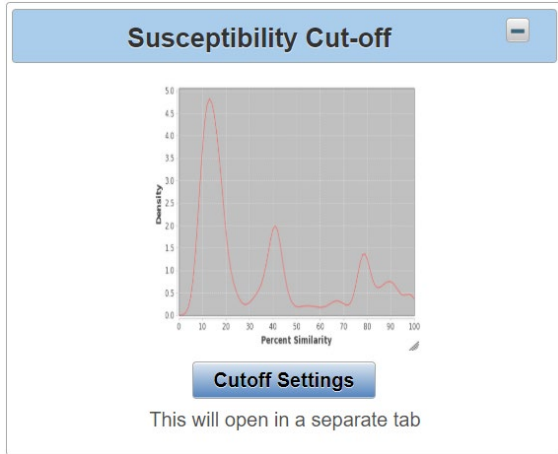 Susceptibility Cut-off
5.0
4.5
4.0
3.5
3.0
2.5
2.0
1.5
1.0
0.5
0.0
Density
0 10 20 30 40 50 60 70 80 90 100
Percent Similarity
Cutoff Settings
This will open in a separate tab